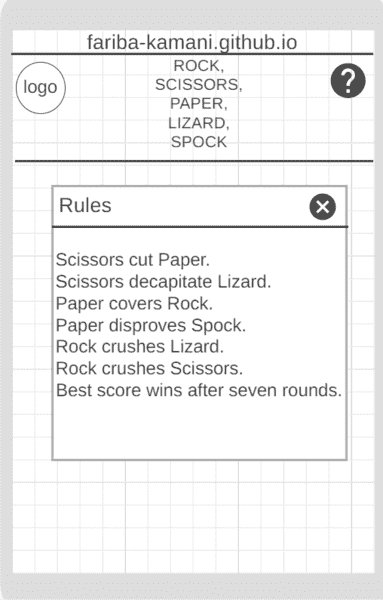 fariba-kamani.github.io
logo
ROCK,
SCISSORS,
PAPER,
LIZARD,
SPOCK
?
Rules
Scissors cut Paper.
Scissors decapitate Lizard.
Paper covers Rock.
Paper disproves Spock.
Rock crushes Lizard.
Rock crushes Scissors.
Best score wins after seven rounds.